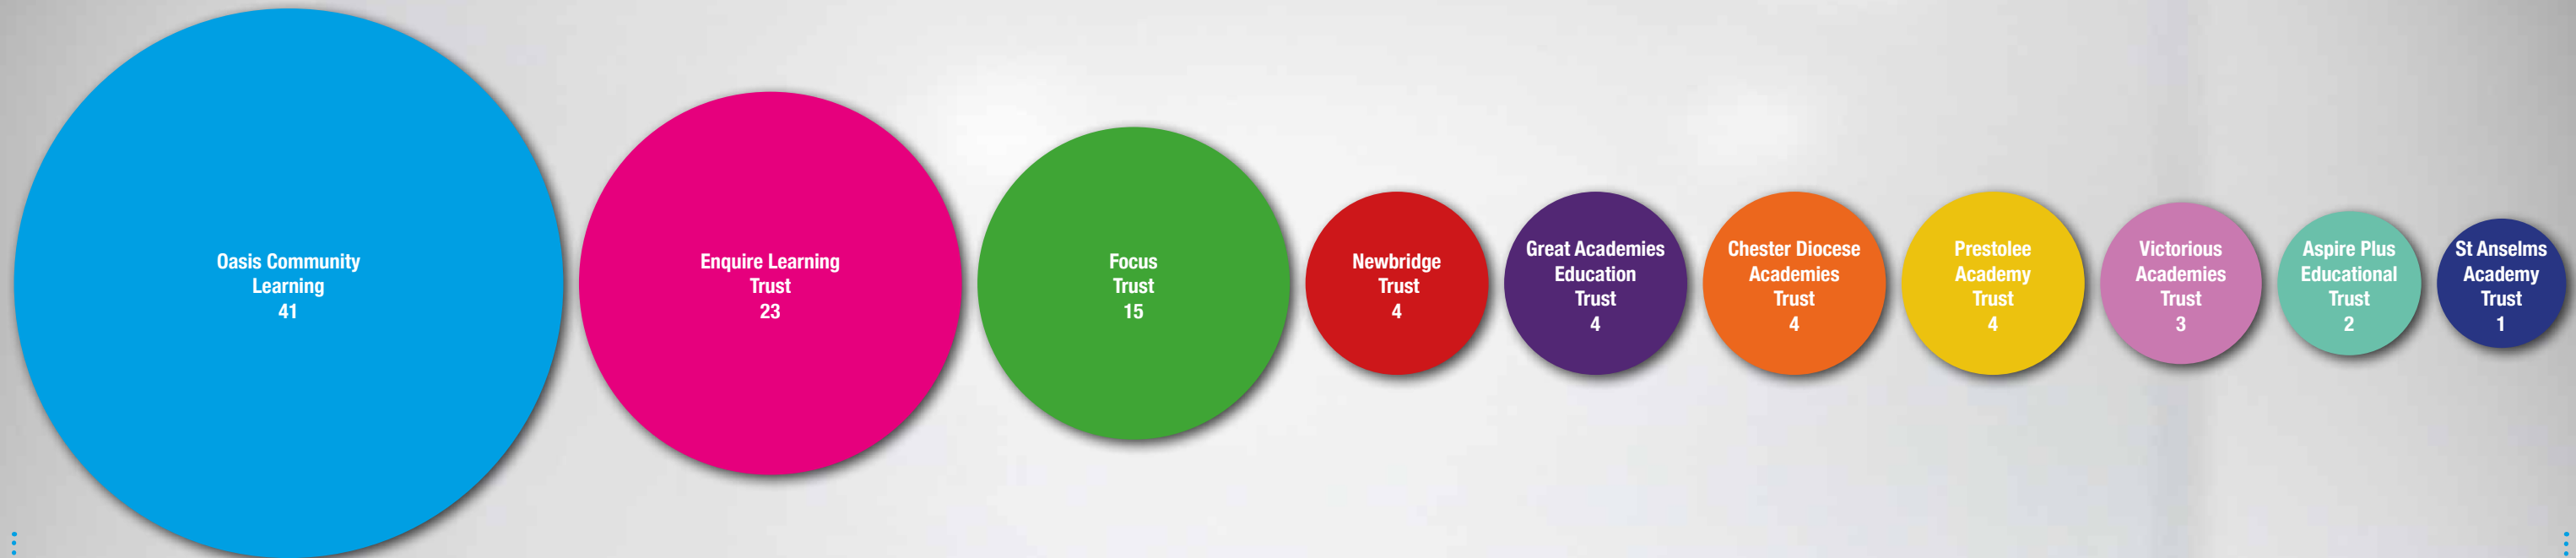 Oasis Community
Learning
41
Enquire Learning
Trust
23
Focus
Trust
15
Newbridge
Trust
4
Great Academies
Education
Trust
4
Chester Diocese
Academies
Trust
4
Prestolee
Academy
Trust
4
Victorious
Academies
Trust
3
Aspire Plus
Educational
Trust
2
St Anselms
Academy
Trust
1